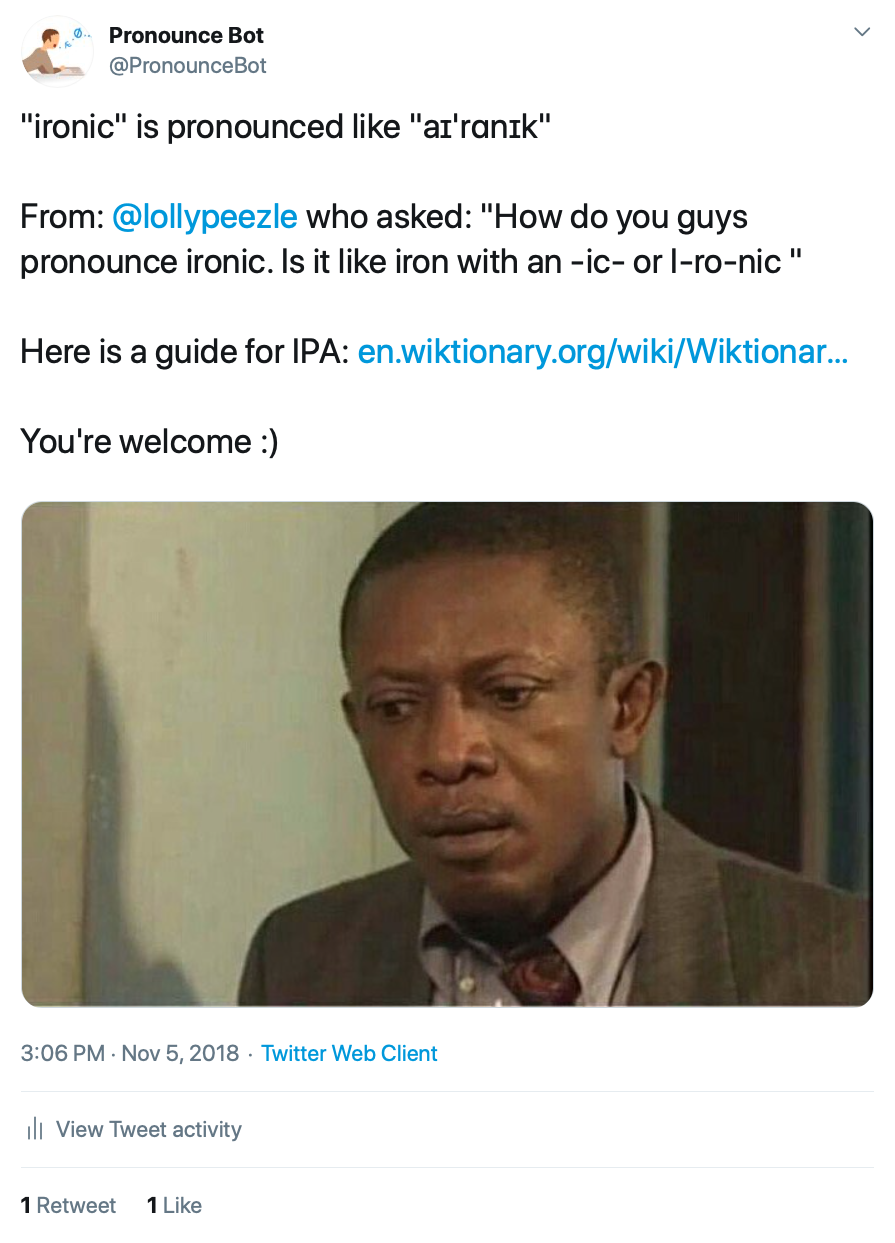 Pronounce Bot
@PronounceBot
"ironic" is pronounced like "aɪ'rɑnɪk"
From: @lollypeezle who asked: "How do you guys
pronounce ironic. Is it like iron with an -ic- or I-ro-nic "
Here is a guide for IPA: en.wiktionary.org/wiki/Wiktionar...
You're welcome :)
3:06 PM · Nov 5, 2018 · Twitter Web Client
View Tweet activity
1 Retweet 1 Like